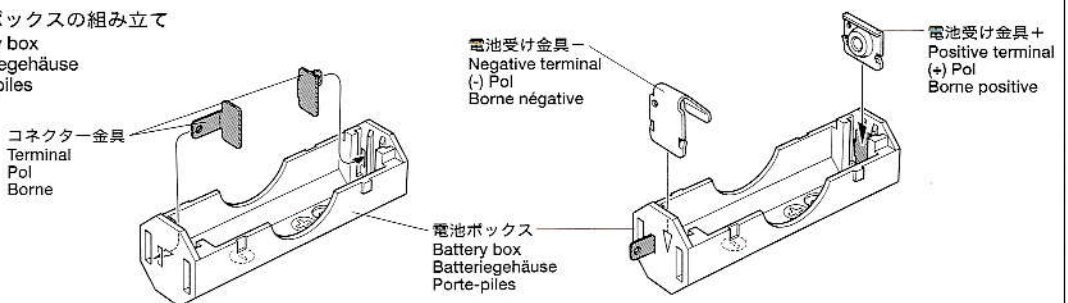 ボックスの組み立て
box
egehäuse
piles
コネクター金具
Terminal
Pol
Borne
電池ボックス
Battery box
Batteriegehäuse
Porte-piles
電池受け金具－
Negative terminal
(-) Pol
Borne négative
電池受け金具＋
Positive terminal
(+) Pol
Borne positive